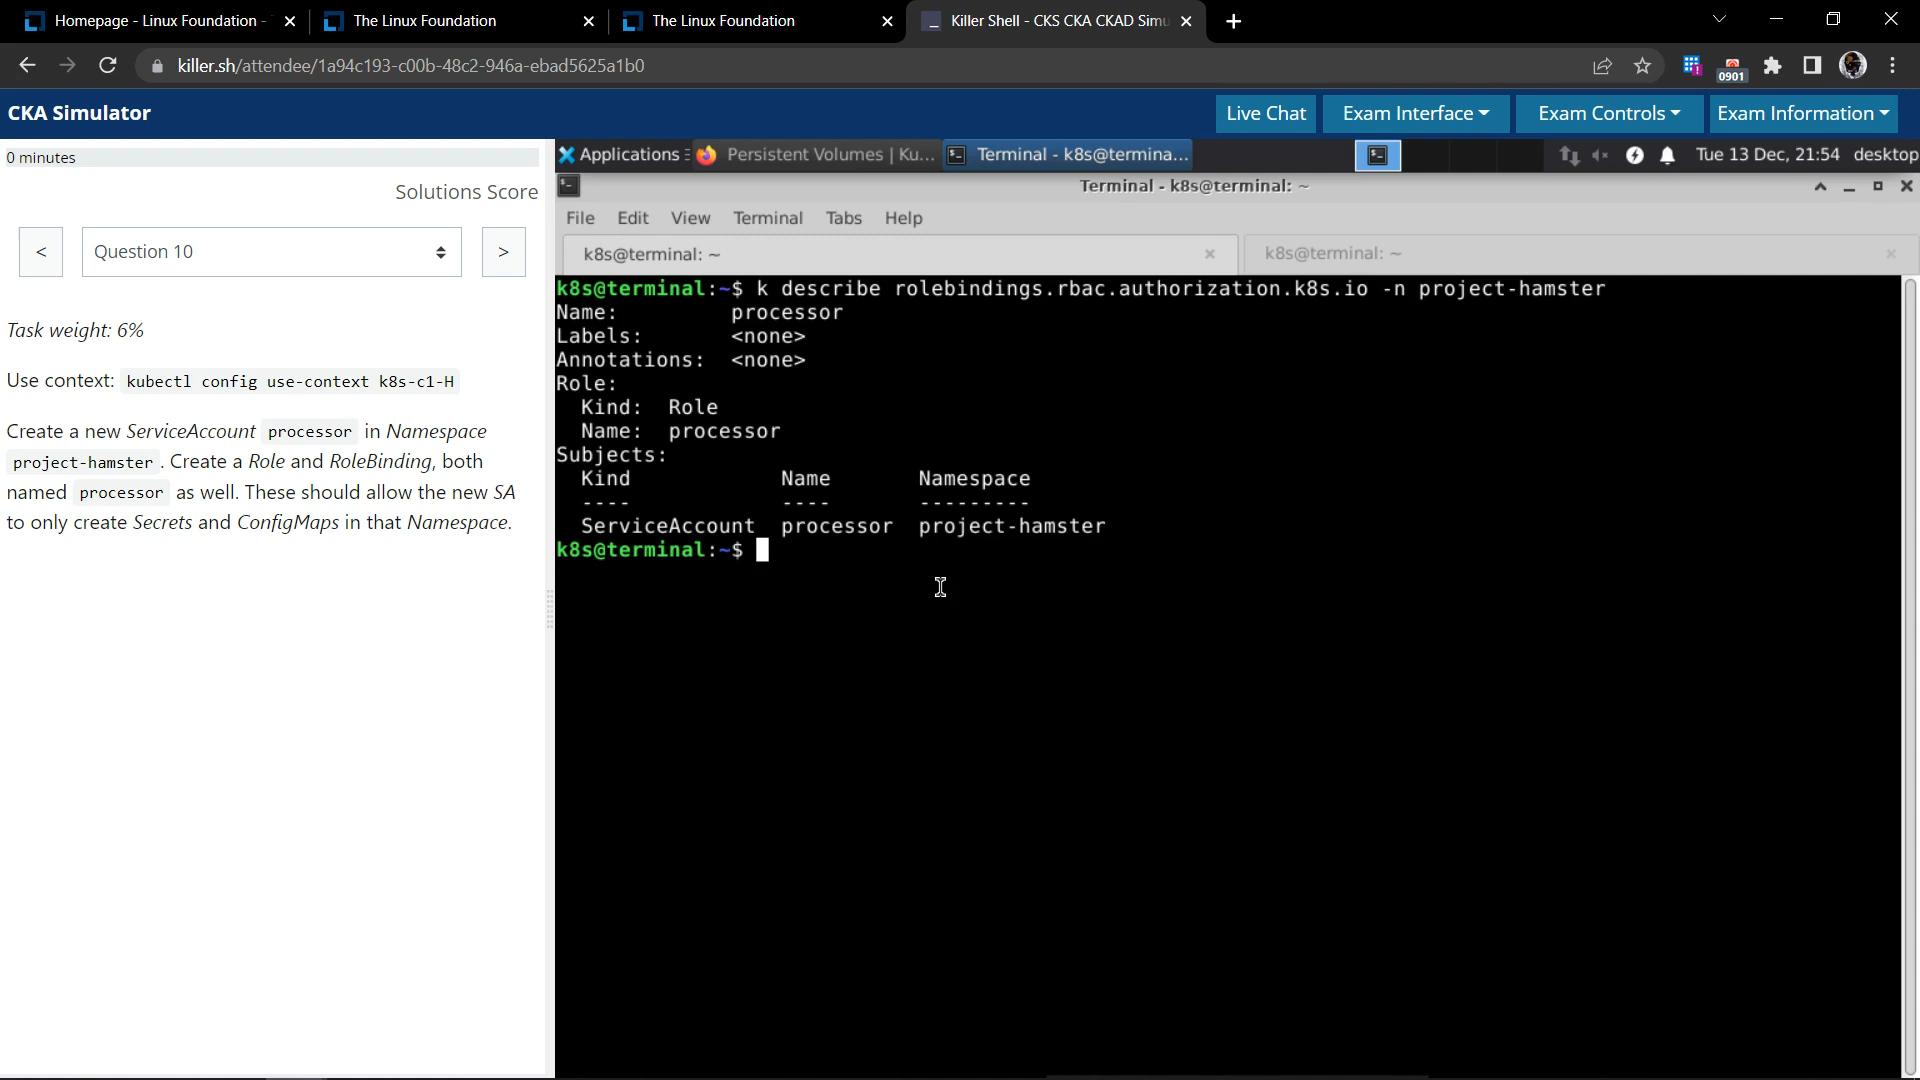 Homepage - Linux Foundation -
The Linux Foundation
The Linux Foundation
Killer Shell - CKS CKA CKAD Simu
killer.sh/attendee/1a94c193-c00b-48c2-946a-ebad5625a1b0
0901
CKA Simulator
Live Chat
Exam Interface
Exam Controls
Exam Information
0 minutes
Solutions Score
<
Question 10
>
Task weight: 6%
Use context: kubectl config use-context k8s-c1-H
Create a new ServiceAccount processor in Namespace
project-hamster . Create a Role and RoleBinding, both
named processor as well. These should allow the new SA
to only create Secrets and ConfigMaps in that Namespace.
Applications
Persistent Volumes | Ku...
Terminal - k8s@termina...
Tue 13 Dec, 21:54
desktop
Terminal - k8s@terminal: ~
File Edit View Terminal Tabs Help
k8s@terminal: ~
k8s@terminal: ~
k8s@terminal:~$ k describe rolebindings.rbac.authorization.k8s.io -n project-hamster
Name: processor
Labels: <none>
Annotations: <none>
Role:
Kind: Role
Name: processor
Subjects:
Kind Name Namespace
---- ---- ---------
ServiceAccount processor project-hamster
k8s@terminal:~$